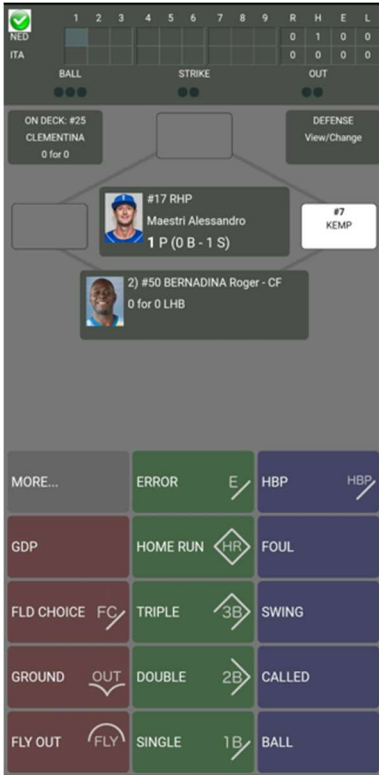 1 2 3 4 5 6 7 8 9 R H E L
NED 0 1 0 0
ITA 0 0 0 0
BALL STRIKE OUT
ON DECK: #25
CLEMENTINA
0 for 0
DEFENSE
View/Change
#17 RHP
Maestri Alessandro
1 P (0 B - 1 S)
#7
KEMP
2) #50 BERNADINA Roger - CF
0 for 0 LHB
MORE... ERROR E HBP HBP
GDP HOME RUN HR FOUL
FLD CHOICE FC TRIPLE 3B SWING
GROUND OUT DOUBLE 2B CALLED
FLY OUT FLY SINGLE 1B BALL